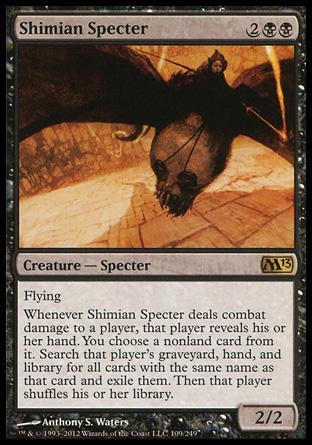 Shimian Specter 2
Creature — Specter M13
Flying
Whenever Shimian Specter deals combat
damage to a player, that player reveals his or
her hand. You choose a nonland card from
it. Search that player's graveyard, hand, and
library for all cards with the same name as
that card and exile them. Then that player
shuffles his or her library.
Anthony S. Waters
2/2
™ & © 1993–2012 Wizards of the Coast LLC 109/249